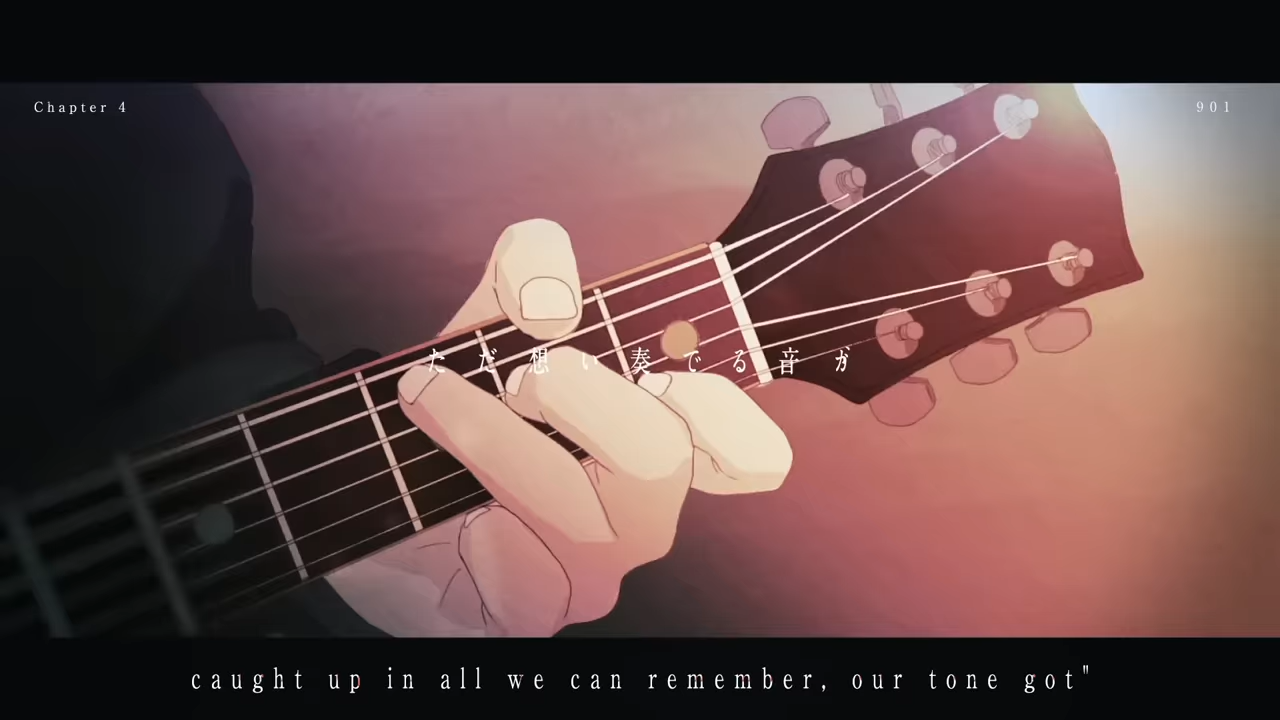 Chapter 4
901
ただ想い奏でる音が
caught up in all we can remember, our tone got"